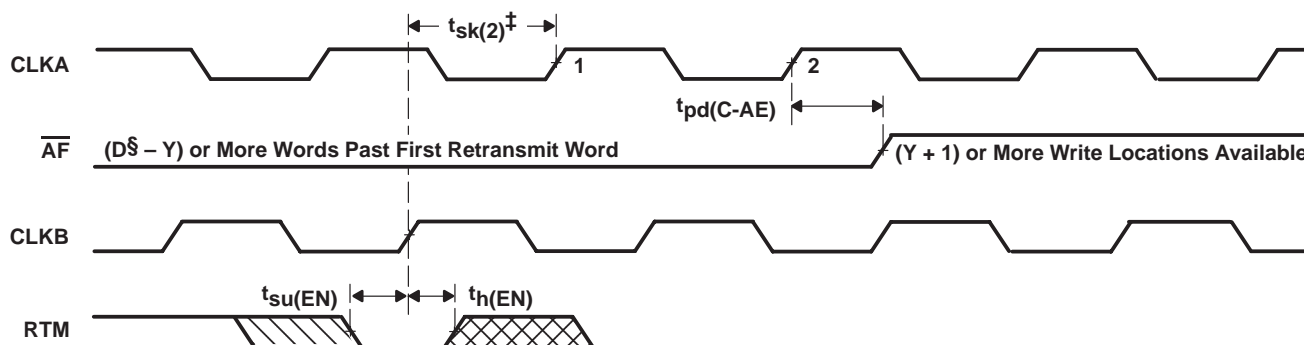 tsk(2)‡
CLKA
1
2
tpd(C-AE)
AF
(D§ – Y) or More Words Past First Retransmit Word
(Y + 1) or More Write Locations Available
CLKB
tsu(EN)
th(EN)
RTM